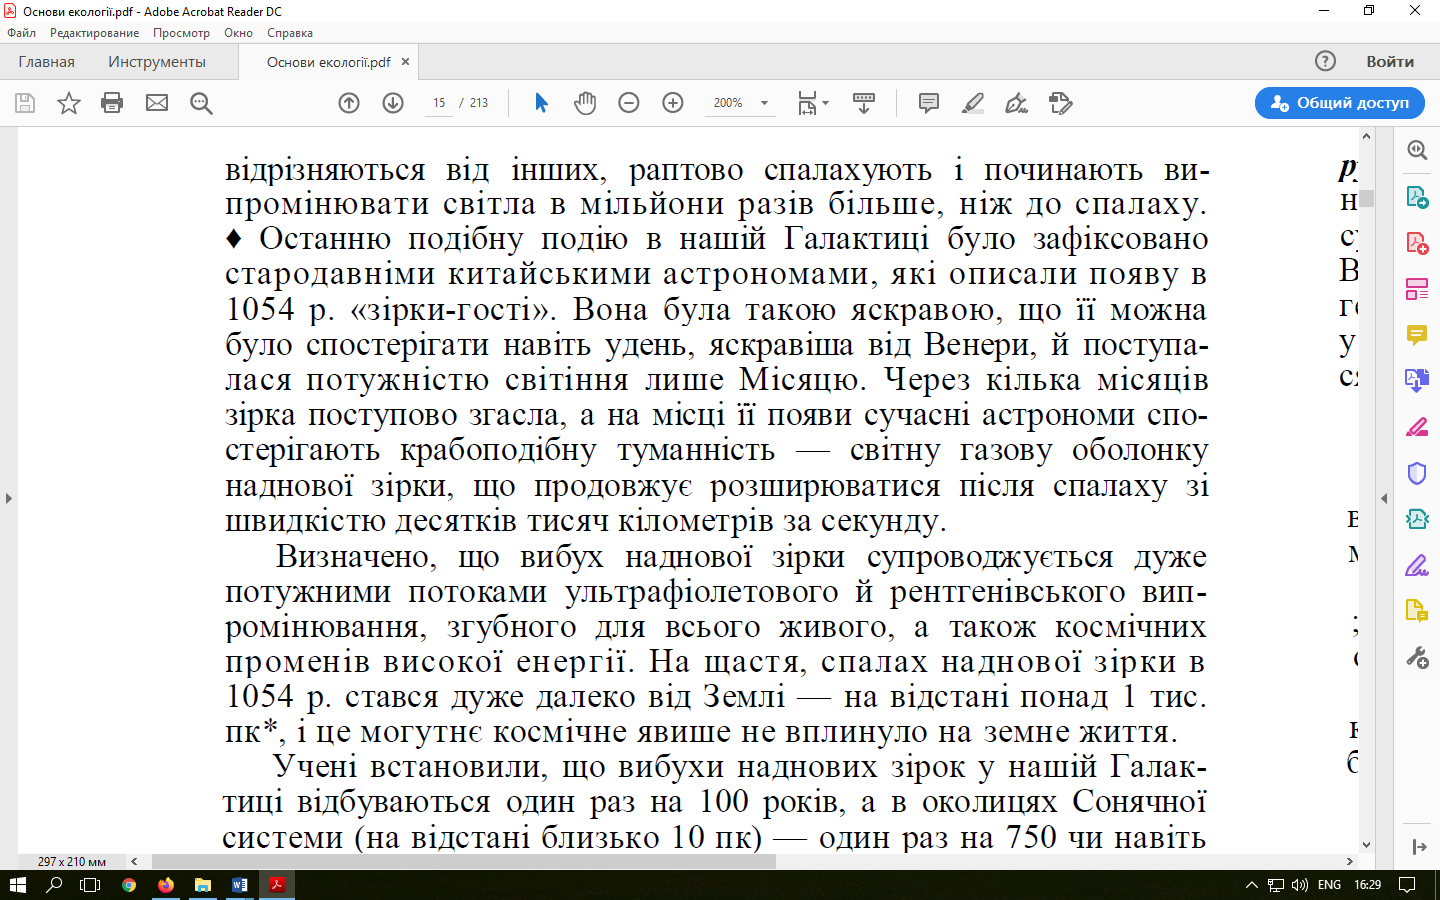 Основи екології.pdf - Adobe Acrobat Reader DC
Файл Редактирование Просмотр Окно Справка
Главная Инструменты Основи екології.pdf × Войти
15 / 213 200% Общий доступ
відрізняються від інших, раптово спалахують і починають ви-
промінювати світла в мільйони разів більше, ніж до спалаху.
♦ Останню подібну подію в нашій Галактиці було зафіксовано
стародавніми китайськими астрономами, які описали появу в
1054 р. «зірки-гості». Вона була такою яскравою, що її можна
було спостерігати навіть удень, яскравіша від Венери, й поступа-
лася потужністю світіння лише Місяцю. Через кілька місяців
зірка поступово згасла, а на місці її появи сучасні астрономи спо-
стерігають крабоподібну туманність — світну газову оболонку
наднової зірки, що продовжує розширюватися після спалаху зі
швидкістю десятків тисяч кілометрів за секунду.
Визначено, що вибух наднової зірки супроводжується дуже
потужними потоками ультрафіолетового й рентгенівського вип-
ромінювання, згубного для всього живого, а також космічних
променів високої енергії. На щастя, спалах наднової зірки в
1054 р. стався дуже далеко від Землі — на відстані понад 1 тис.
пк*, і це могутнє космічне явише не вплинуло на земне життя.
Учені встановили, що вибухи наднових зірок у нашій Галак-
тиці відбуваються один раз на 100 років, а в околицях Сонячної
системи (на відстані близько 10 пк) — один раз на 750 чи навіть
297 x 210 мм
ENG 16:29